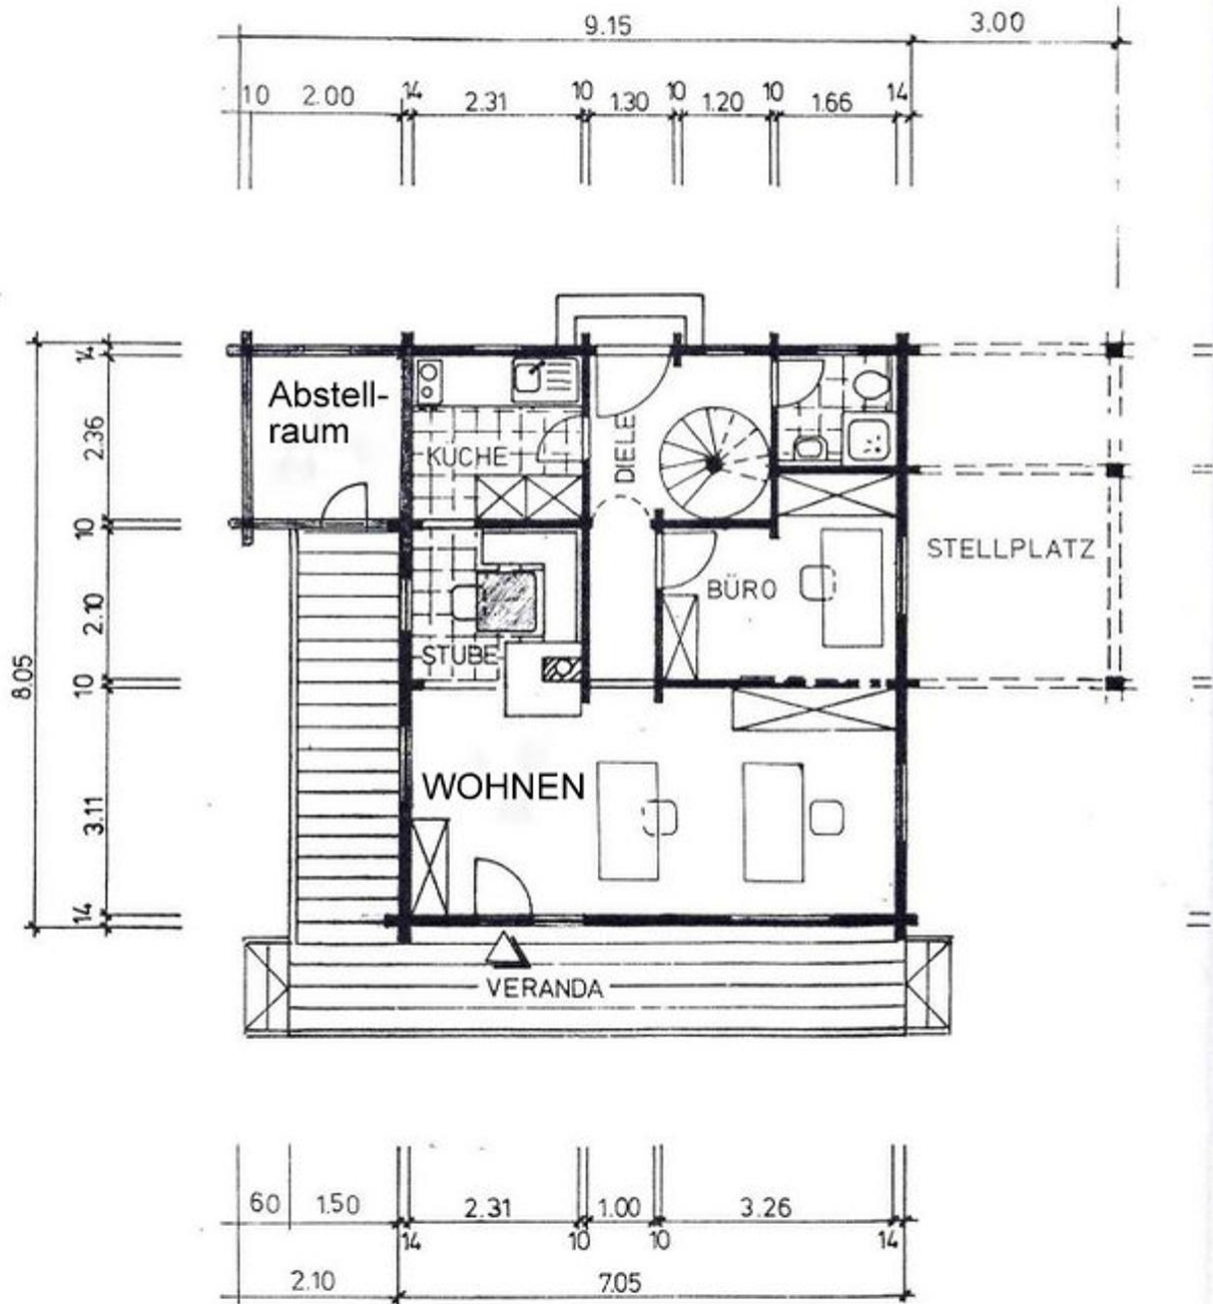 9.15 3.00
10 2.00 14 2.31 10 1.30 10 1.20 10 1.66 14
14
2.36
10
2.10
10
3.11
14
8.05
Abstell-
raum
KÜCHE
DIELE
STELLPLATZ
BÜRO
STUBE
WOHNEN
VERANDA
60 1.50 2.31 1.00 3.26
14 10 10 14
2.10 7.05